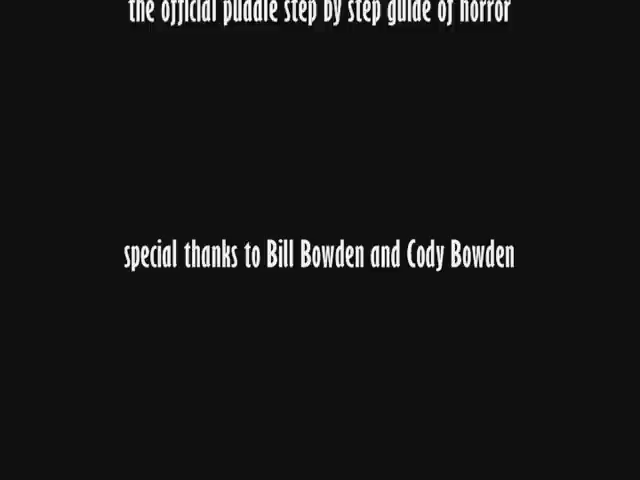 the official puddle step by step guide of horror
special thanks to Bill Bowden and Cody Bowden